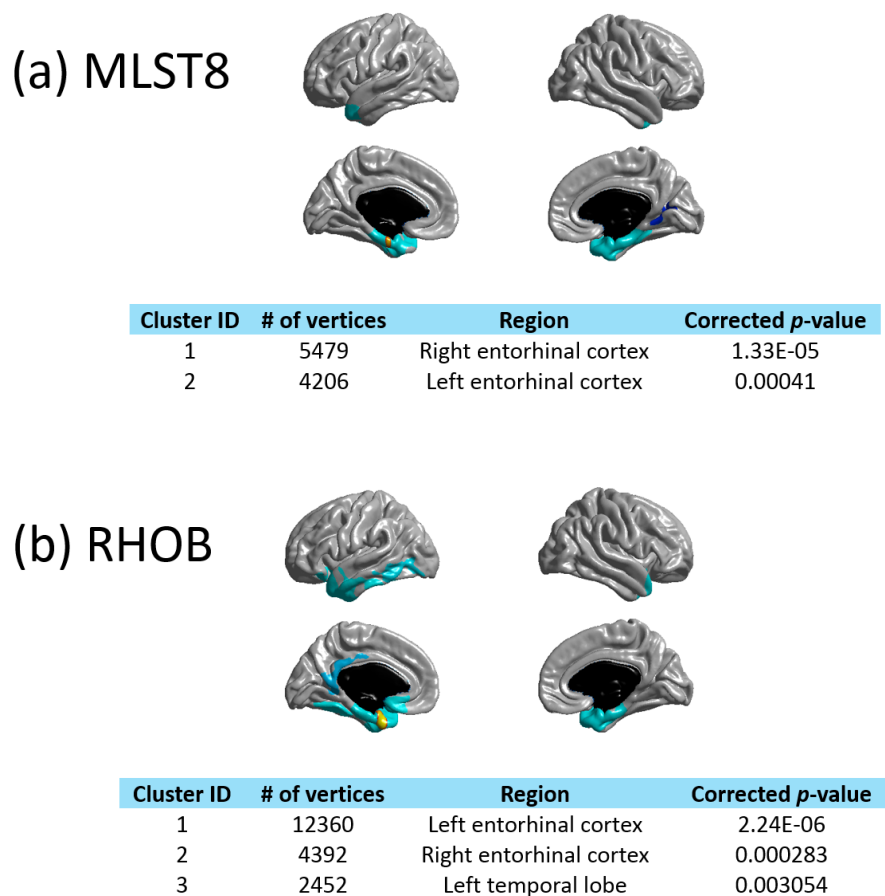 (a) MLST8
Cluster ID # of vertices Region Corrected p-value
1 5479 Right entorhinal cortex 1.33E-05
2 4206 Left entorhinal cortex 0.00041
(b) RHOB
Cluster ID # of vertices Region Corrected p-value
1 12360 Left entorhinal cortex 2.24E-06
2 4392 Right entorhinal cortex 0.000283
3 2452 Left temporal lobe 0.003054